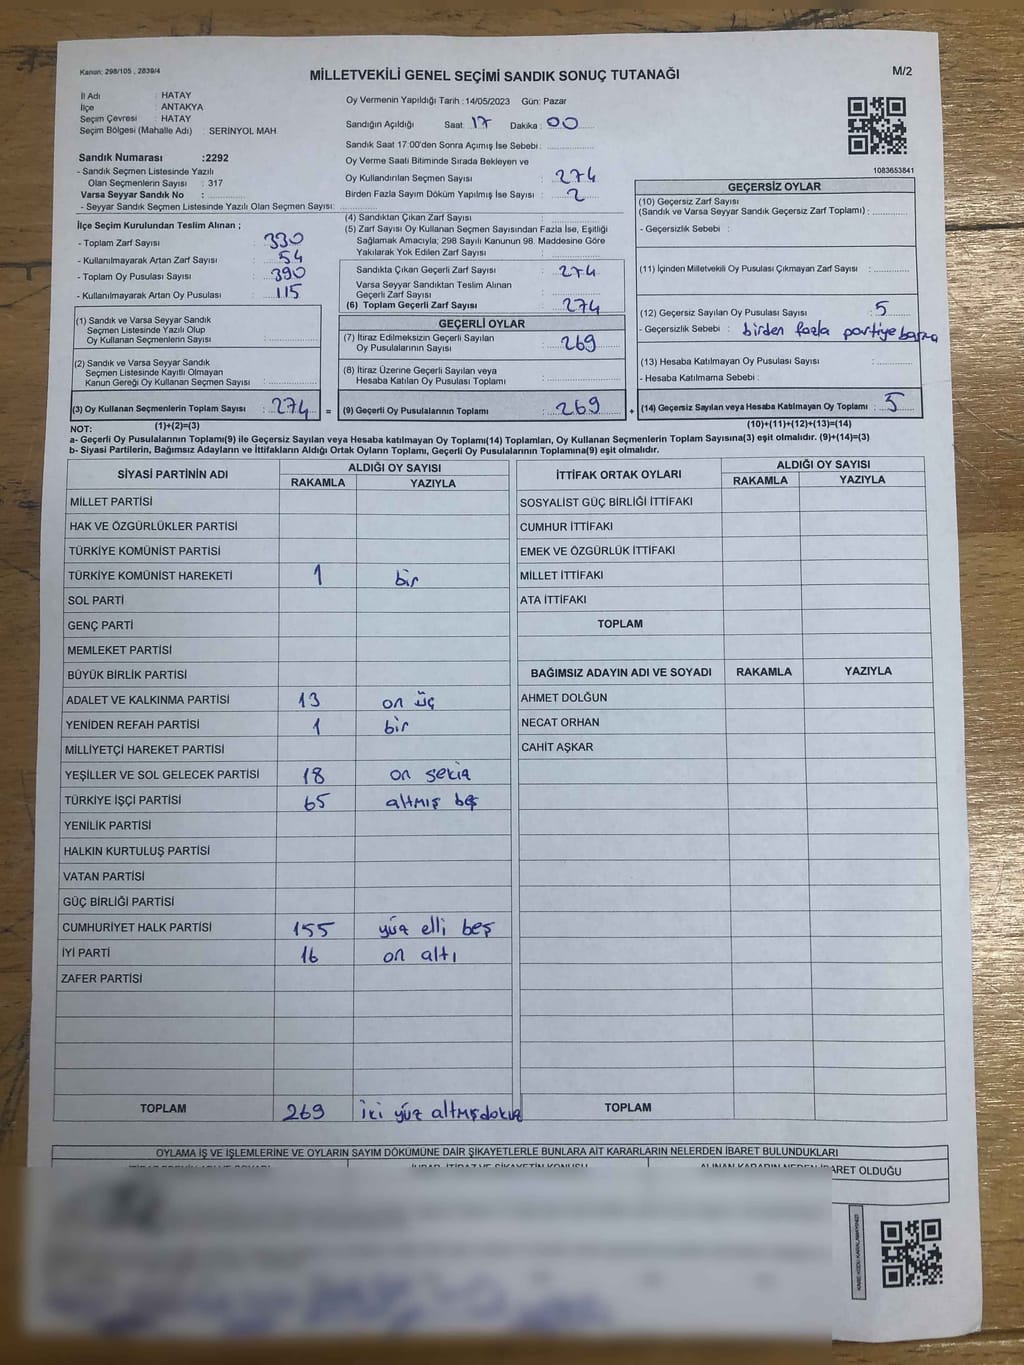 Kanun: 298/105 , 2839/4
MİLLETVEKİLİ GENEL SEÇİMİ SANDIK SONUÇ TUTANAĞI
M/2
İl Adı : HATAY
İlçe : ANTAKYA
Seçim Çevresi : HATAY
Seçim Bölgesi (Mahalle Adı) : SERİNYOL MAH.
Sandık Numarası :2292
- Sandık Seçmen Listesinde Yazılı
Olan Seçmenlerin Sayısı : 317
Varsa Seyyar Sandık No :
- Seyyar Sandık Seçmen Listesinde Yazılı Olan Seçmen Sayısı:
Oy Vermenin Yapıldığı Tarih :14/05/2023 Gün: Pazar
Sandığın Açıldığı Saat: 17 Dakika : 00
Sandık Saat 17:00'den Sonra Açımış İse Sebebi :
Oy Verme Saati Bitiminde Sırada Bekleyen ve
Oy Kullandırılan Seçmen Sayısı : 274
Birden Fazla Sayım Döküm Yapılmış İse Sayısı : 2
1083653841
İlçe Seçim Kurulundan Teslim Alınan ;
- Toplam Zarf Sayısı : 330
- Kullanılmayarak Artan Zarf Sayısı : 54
- Toplam Oy Pusulası Sayısı : 390
- Kullanılmayarak Artan Oy Pusulası : 115
(1) Sandık ve Varsa Seyyar Sandık
Seçmen Listesinde Yazılı Olup
Oy Kullanan Seçmenlerin Sayısı :
(2) Sandık ve Varsa Seyyar Sandık
Seçmen Listesinde Kayıtlı Olmayan
Kanun Gereği Oy Kullanan Seçmen Sayısı :
(3) Oy Kullanan Seçmenlerin Toplam Sayısı : 274 =
(1)+(2)=(3)
(4) Sandıktan Çıkan Zarf Sayısı :
(5) Zarf Sayısı Oy Kullanan Seçmen Sayısından Fazla İse, Eşitliği
Sağlamak Amacıyla; 298 Sayılı Kanunun 98. Maddesine Göre
Yakılarak Yok Edilen Zarf Sayısı :
Sandıkta Çıkan Geçerli Zarf Sayısı : 274
Varsa Seyyar Sandıktan Teslim Alınan
Geçerli Zarf Sayısı :
(6) Toplam Geçerli Zarf Sayısı : 274
GEÇERLİ OYLAR
(7) İtiraz Edilmeksizin Geçerli Sayılan
Oy Pusulalarının Sayısı : 269
(8) İtiraz Üzerine Geçerli Sayılan veya
Hesaba Katılan Oy Pusulası Toplamı :
(9) Geçerli Oy Pusulalarının Toplamı : 269 +
GEÇERSİZ OYLAR
(10) Geçersiz Zarf Sayısı
(Sandık ve Varsa Seyyar Sandık Geçersiz Zarf Toplamı) :
- Geçersizlik Sebebi :
(11) İçinden Milletvekili Oy Pusulası Çıkmayan Zarf Sayısı :
(12) Geçersiz Sayılan Oy Pusulası Sayısı : 5
- Geçersizlik Sebebi : birden fazla partiye
(13) Hesaba Katılmayan Oy Pusulası Sayısı :
- Hesaba Katılmama Sebebi :
(14) Geçersiz Sayılan veya Hesaba Katılmayan Oy Toplamı : 5
(10)+(11)+(12)+(13)=(14)
NOT:
a- Geçerli Oy Pusulalarının Toplamı(9) ile Geçersiz Sayılan veya Hesaba katılmayan Oy Toplamı(14) Toplamları, Oy Kullanan Seçmenlerin Toplam Sayısına(3) eşit olmalıdır. (9)+(14)=(3)
b- Siyasi Partilerin, Bağımsız Adayların ve İttifakların Aldığı Ortak Oyların Toplamı, Geçerli Oy Pusulalarının Toplamına(9) eşit olmalıdır.
SİYASİ PARTİNİN ADI ALDIĞI OY SAYISI
RAKAMLA YAZIYLA
MİLLET PARTİSİ
HAK VE ÖZGÜRLÜKLER PARTİSİ
TÜRKİYE KOMÜNİST PARTİSİ
TÜRKİYE KOMÜNİST HAREKETİ 1 bir
SOL PARTİ
GENÇ PARTİ
MEMLEKET PARTİSİ
BÜYÜK BİRLİK PARTİSİ
ADALET VE KALKINMA PARTİSİ 13 on üç
YENİDEN REFAH PARTİSİ 1 bir
MİLLİYETÇİ HAREKET PARTİSİ
YEŞİLLER VE SOL GELECEK PARTİSİ 18 on sekiz
TÜRKİYE İŞÇİ PARTİSİ 65 altmış beş
YENİLİK PARTİSİ
HALKIN KURTULUŞ PARTİSİ
VATAN PARTİSİ
GÜÇ BİRLİĞİ PARTİSİ
CUMHURİYET HALK PARTİSİ 155 yüz elli beş
İYİ PARTİ 16 on altı
ZAFER PARTİSİ
TOPLAM 269 iki yüz altmışdokuz
İTTİFAK ORTAK OYLARI ALDIĞI OY SAYISI
RAKAMLA YAZIYLA
SOSYALİST GÜÇ BİRLİĞİ İTTİFAKI
CUMHUR İTTİFAKI
EMEK VE ÖZGÜRLÜK İTTİFAKI
MİLLET İTTİFAKI
ATA İTTİFAKI
TOPLAM
BAĞIMSIZ ADAYIN ADI VE SOYADI RAKAMLA YAZIYLA
AHMET DOLĞUN
NECAT ORHAN
CAHİT AŞKAR
TOPLAM
OYLAMA İŞ VE İŞLEMLERİNE VE OYLARIN SAYIM DÖKÜMÜNE DAİR ŞİKAYETLERLE BUNLARA AİT KARARLARIN NELERDEN İBARET BULUNDUKLARI
OLDUĞU